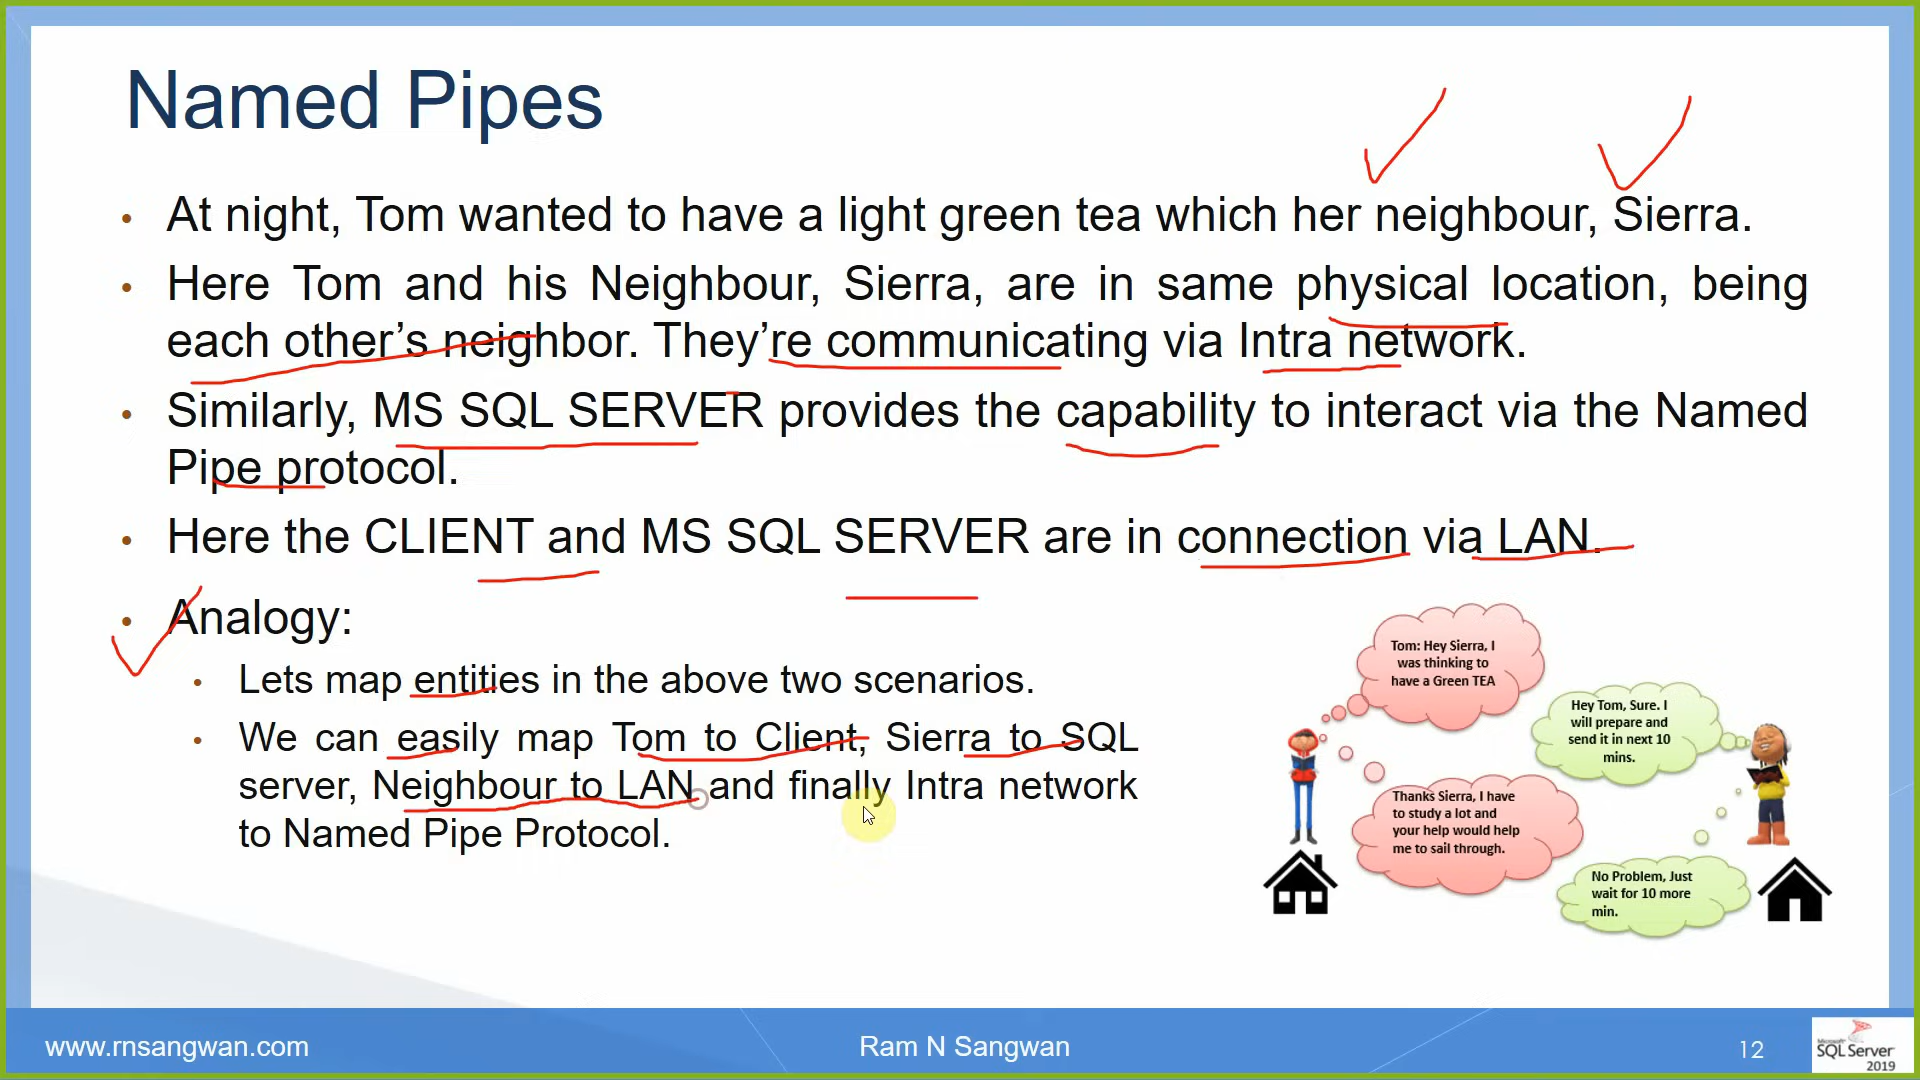 Named Pipes
• At night, Tom wanted to have a light green tea which her neighbour, Sierra.
• Here Tom and his Neighbour, Sierra, are in same physical location, being
each other’s neighbor. They’re communicating via Intra network.
• Similarly, MS SQL SERVER provides the capability to interact via the Named
Pipe protocol.
• Here the CLIENT and MS SQL SERVER are in connection via LAN.
• Analogy:
• Lets map entities in the above two scenarios.
• We can easily map Tom to Client, Sierra to SQL
server, Neighbour to LAN and finally Intra network
to Named Pipe Protocol.
Tom: Hey Sierra, I
was thinking to
have a Green TEA
Hey Tom, Sure. I
will prepare and
send it in next 10
mins.
Thanks Sierra, I have
to study a lot and
your help would help
me to sail through.
No Problem, Just
wait for 10 more
min.
www.rnsangwan.com
Ram N Sangwan
12
Microsoft
SQL Server
2019